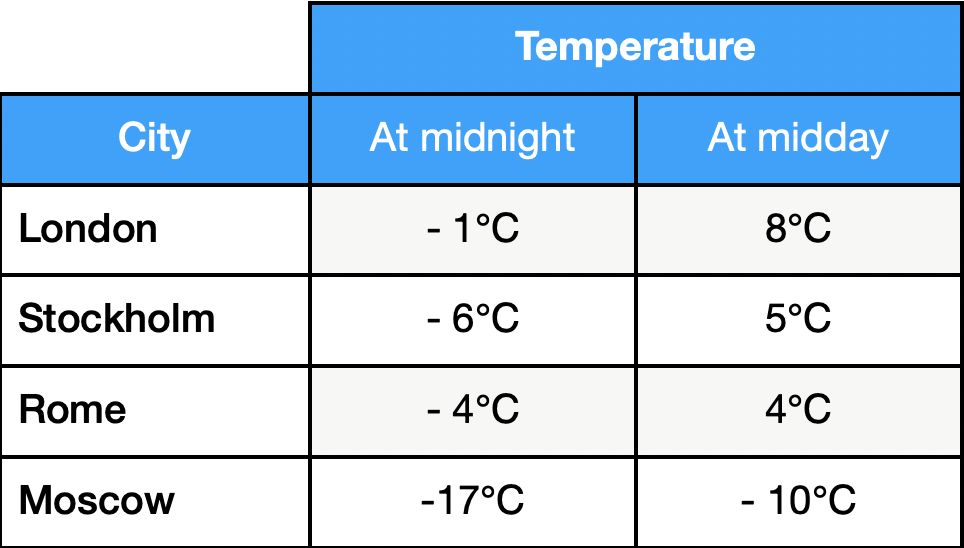 Temperature
City At midnight At midday
London - 1°C 8°C
Stockholm - 6°C 5°C
Rome - 4°C 4°C
Moscow -17°C - 10°C